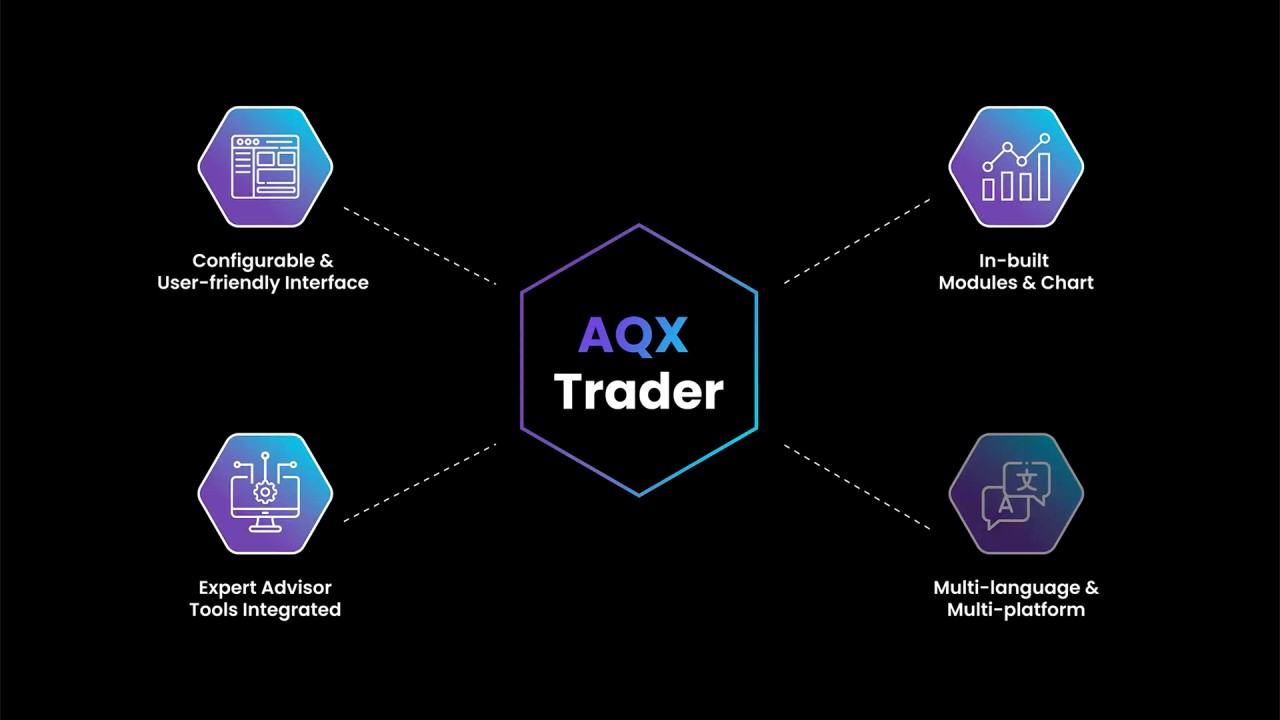 Configurable &
User-friendly Interface
In-built
Modules & Chart
AQX
Trader
Expert Advisor
Tools Integrated
文
A
Multi-language &
Multi-platform